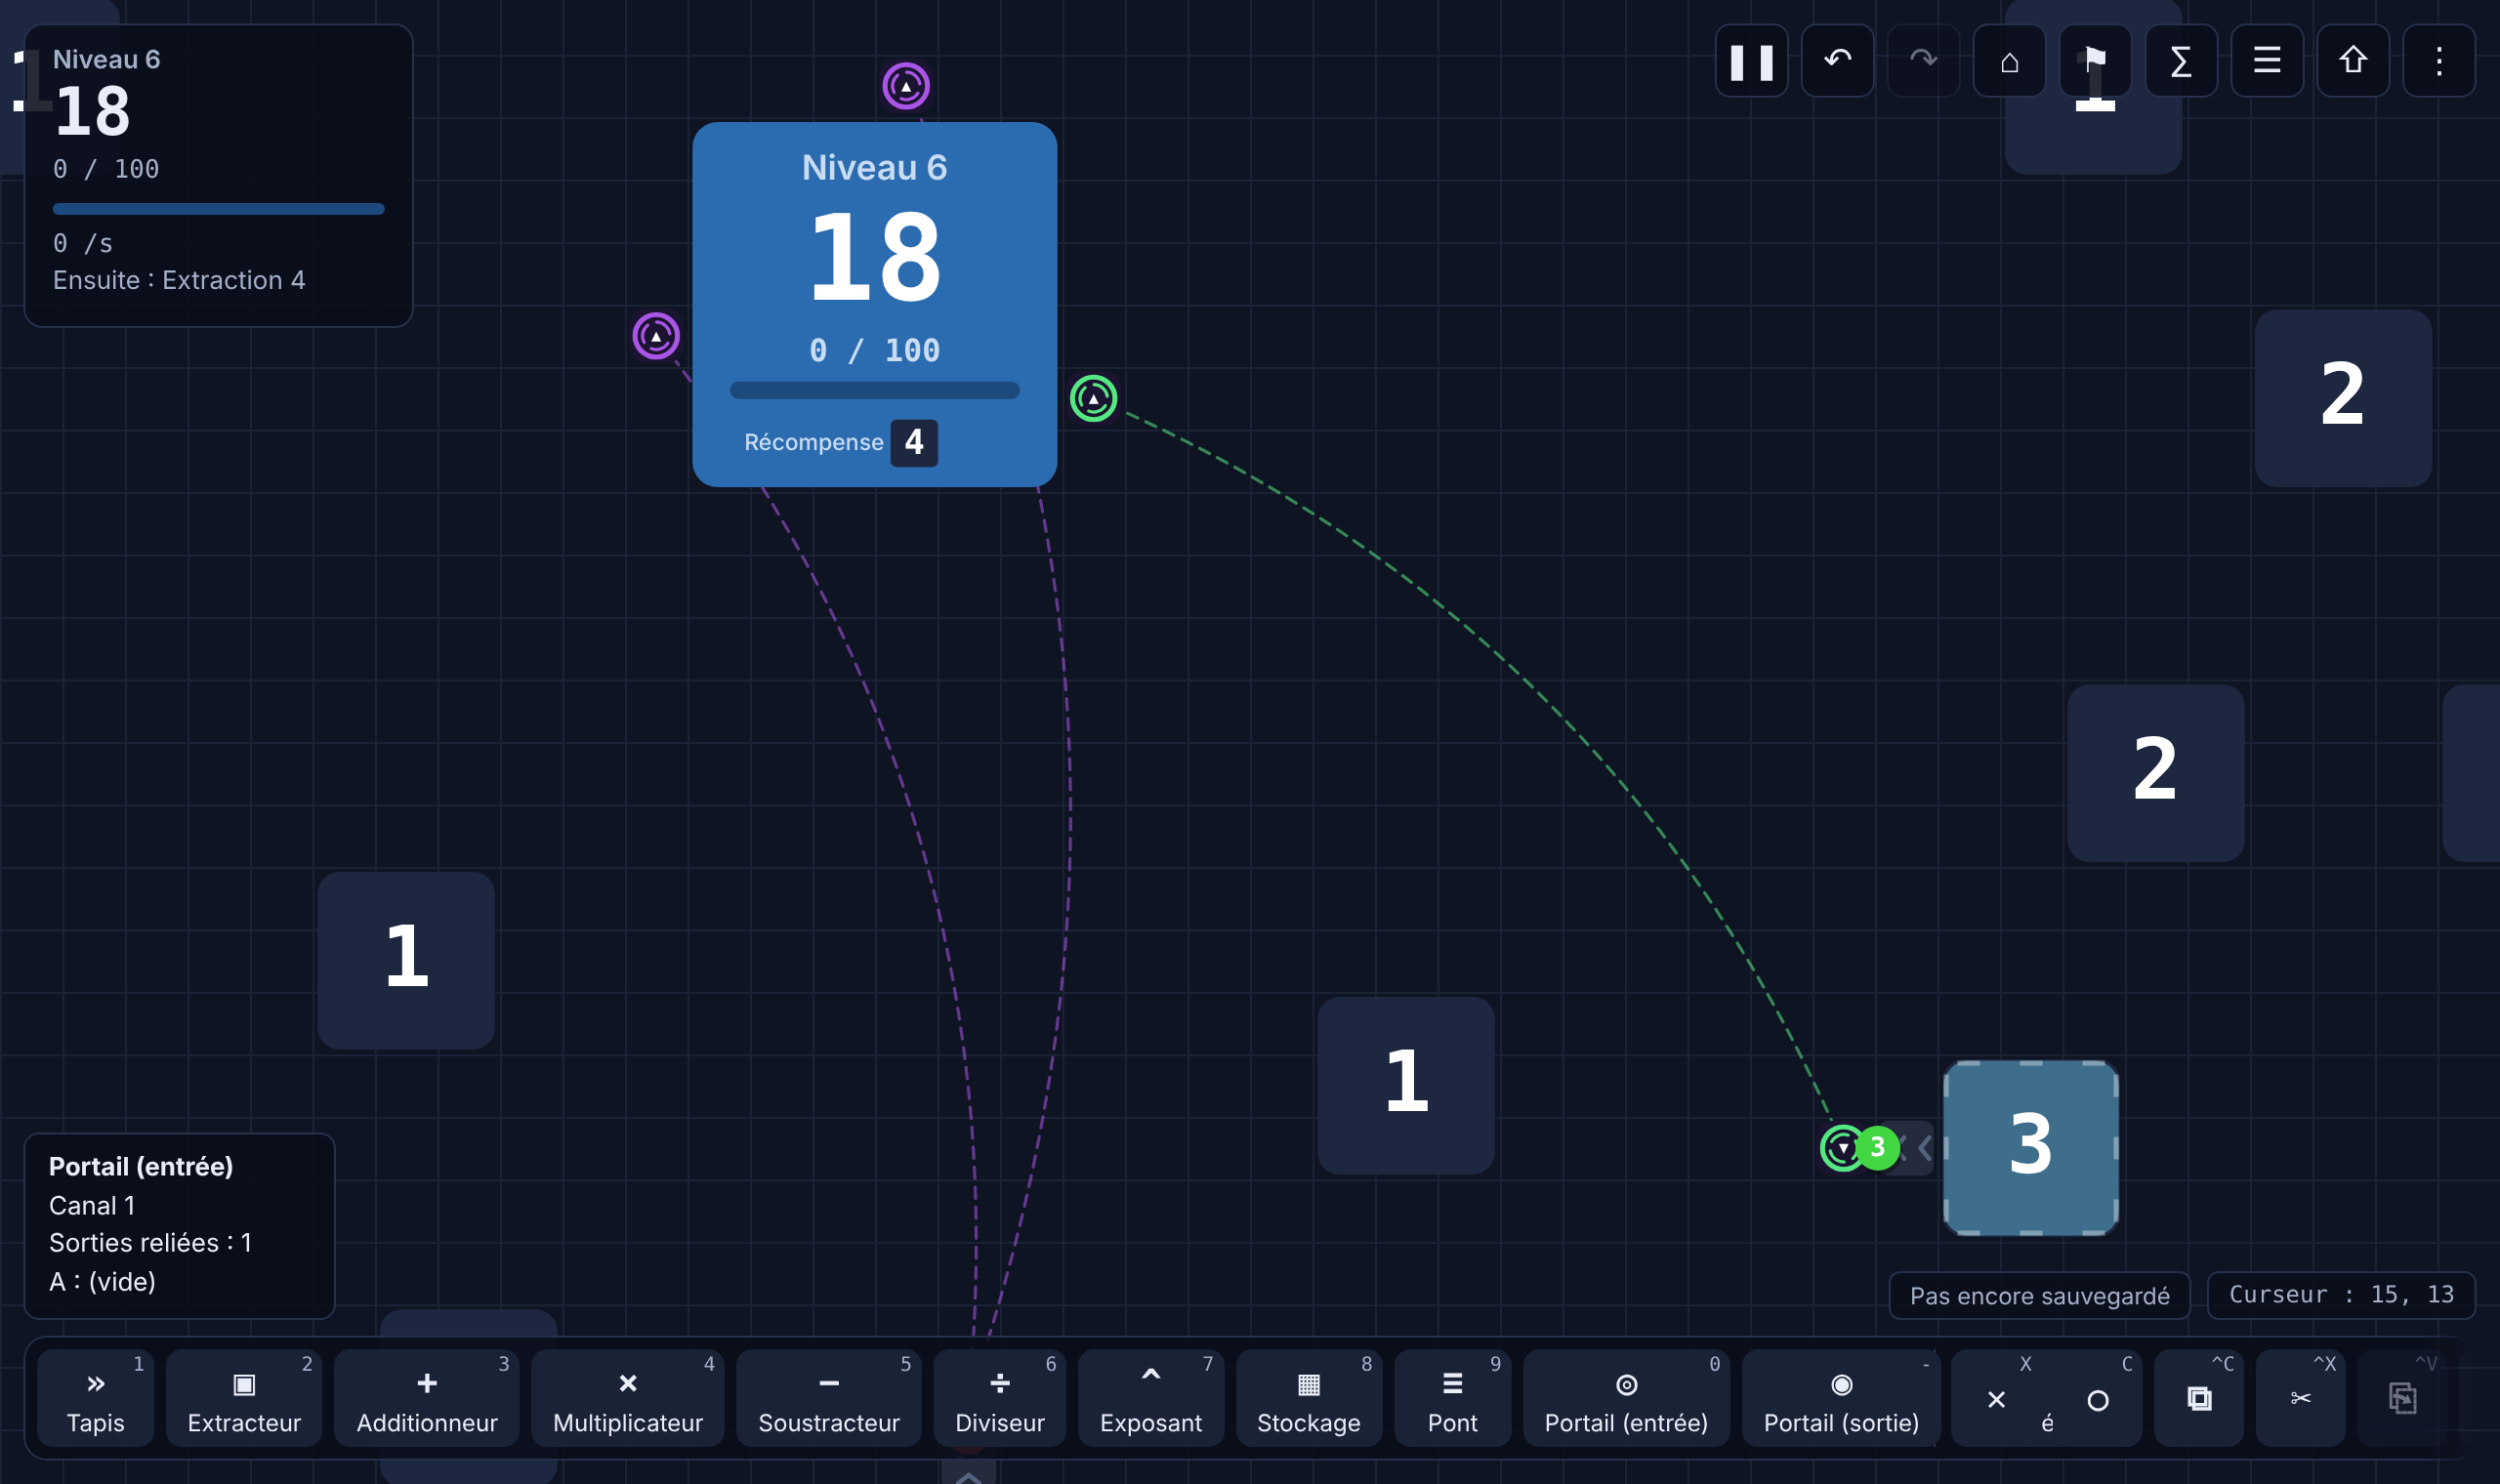 Niveau 6
18
0 / 100
0 /s
Ensuite : Extraction 4
1
1
Niveau 6
18
0 / 100
Récompense 4
2
2
1
1
3
3
Portail (entrée)
Canal 1
Sorties reliées : 1
A : (vide)
Pas encore sauvegardé
Curseur : 15, 13
1
Tapis
2
Extracteur
3
Additionneur
4
Multiplicateur
5
Soustracteur
6
Diviseur
7
Exposant
8
Stockage
9
Pont
0
Portail (entrée)
-
Portail (sortie)
X
é
C
^C
^X
^V